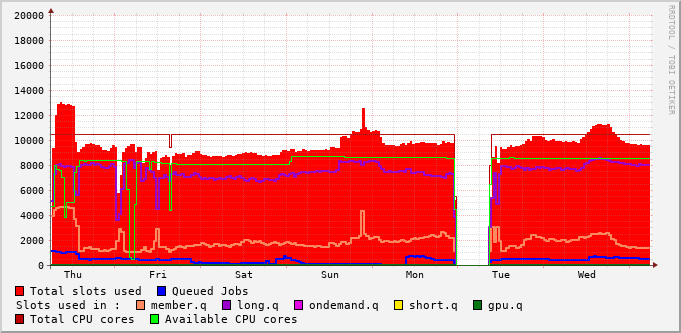 20000
18000
16000
14000
12000
10000
8000
6000
4000
2000
0
Thu Fri Sat Sun Mon Tue Wed
RRDTOOL / TOBI OETIKER
Total slots used Queued Jobs
Slots used in : member.q long.q ondemand.q short.q gpu.q
Total CPU cores Available CPU cores